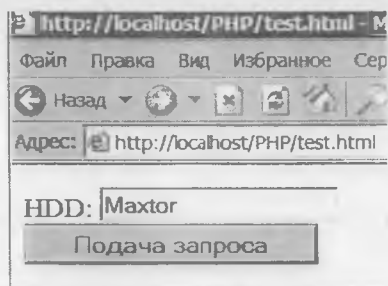 http://localhost/PHP/test.html - M
Файл Правка Вид Избранное Сер
Назад
Адрес: http://localhost/PHP/test.html
HDD: Maxtor
Подача запроса